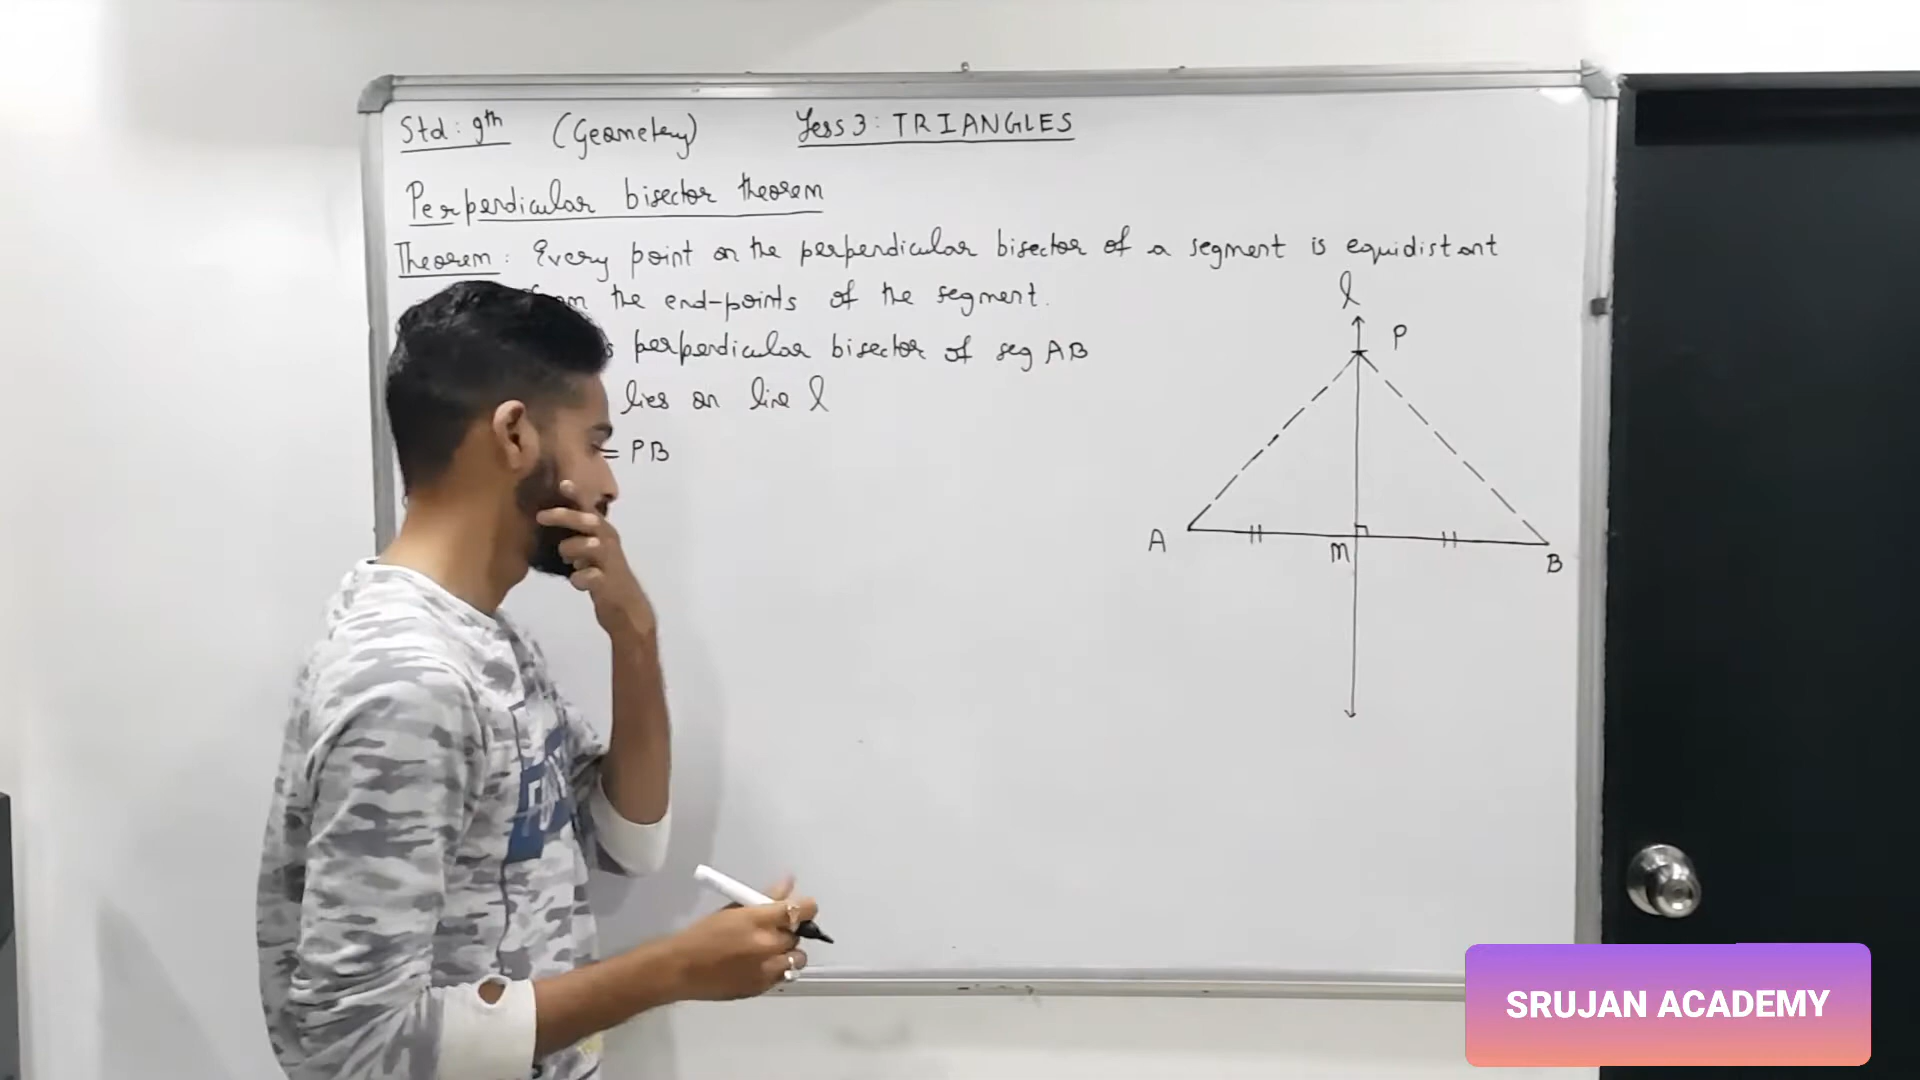 Std: 9th (Geometry) Less 3: TRIANGLES
Perpendicular bisector theorem
Theorem: Every point on the perpendicular bisector of a segment is equidistant
the end-points of the segment.
perpendicular bisector of seg AB
lies on line l
= PB
l
P
A
M
B
SRUJAN ACADEMY